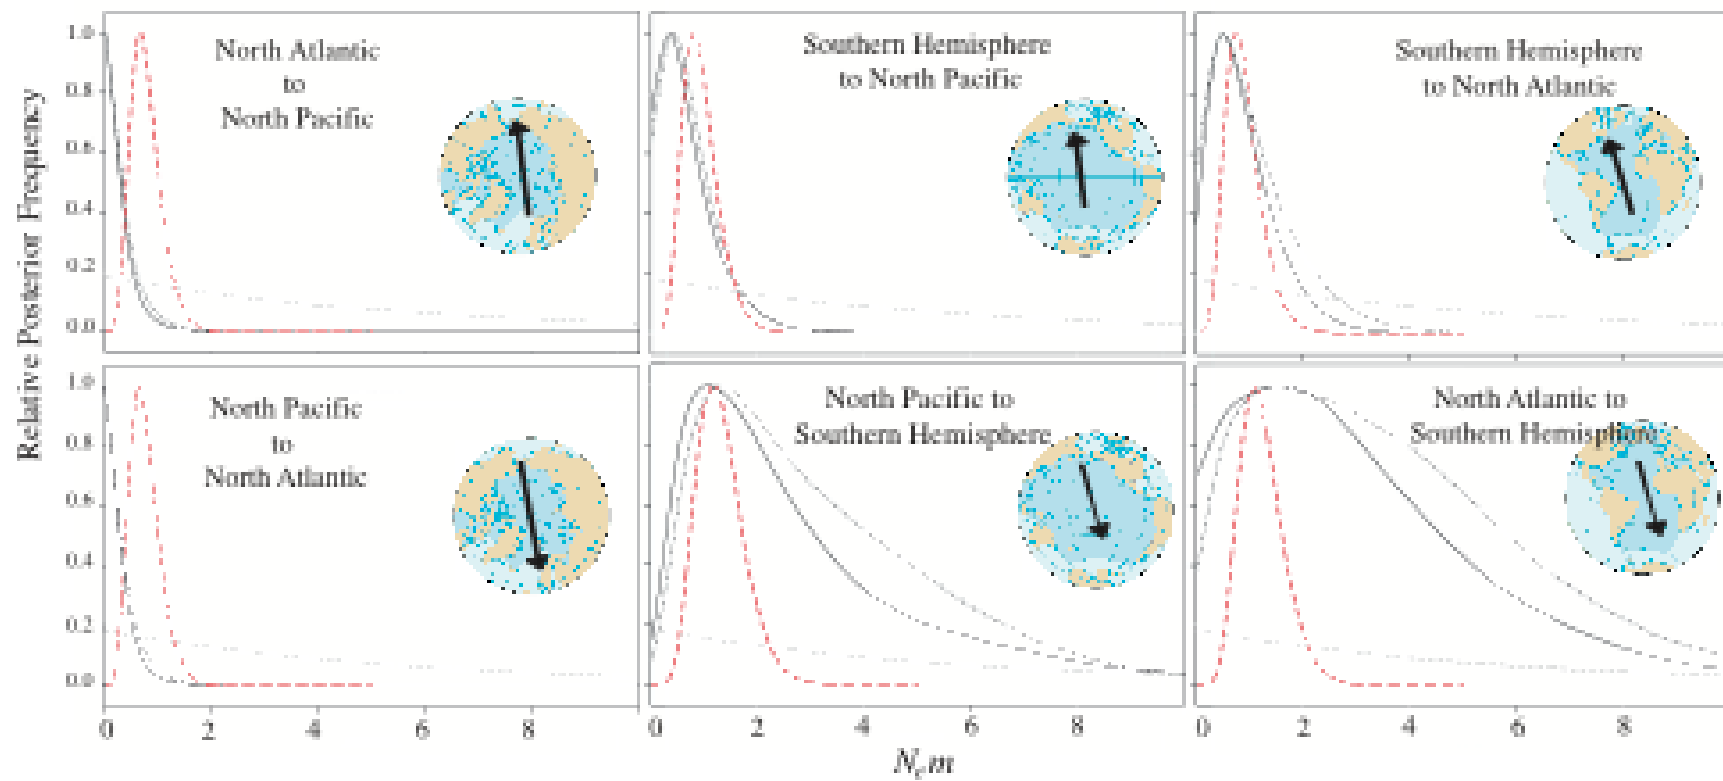 Relative Posterior Frequency
1.0
0.8
0.6
0.4
0.2
0.0
North Atlantic
to
North Pacific
Southern Hemisphere
to North Pacific
Southern Hemisphere
to North Atlantic
1.0
0.8
0.6
0.4
0.2
0.0
North Pacific
to
North Atlantic
North Pacific to
Southern Hemisphere
North Atlantic to
Southern Hemisphere
0 2 4 6 8 0 2 4 6 8 0 2 4 6 8
Nem